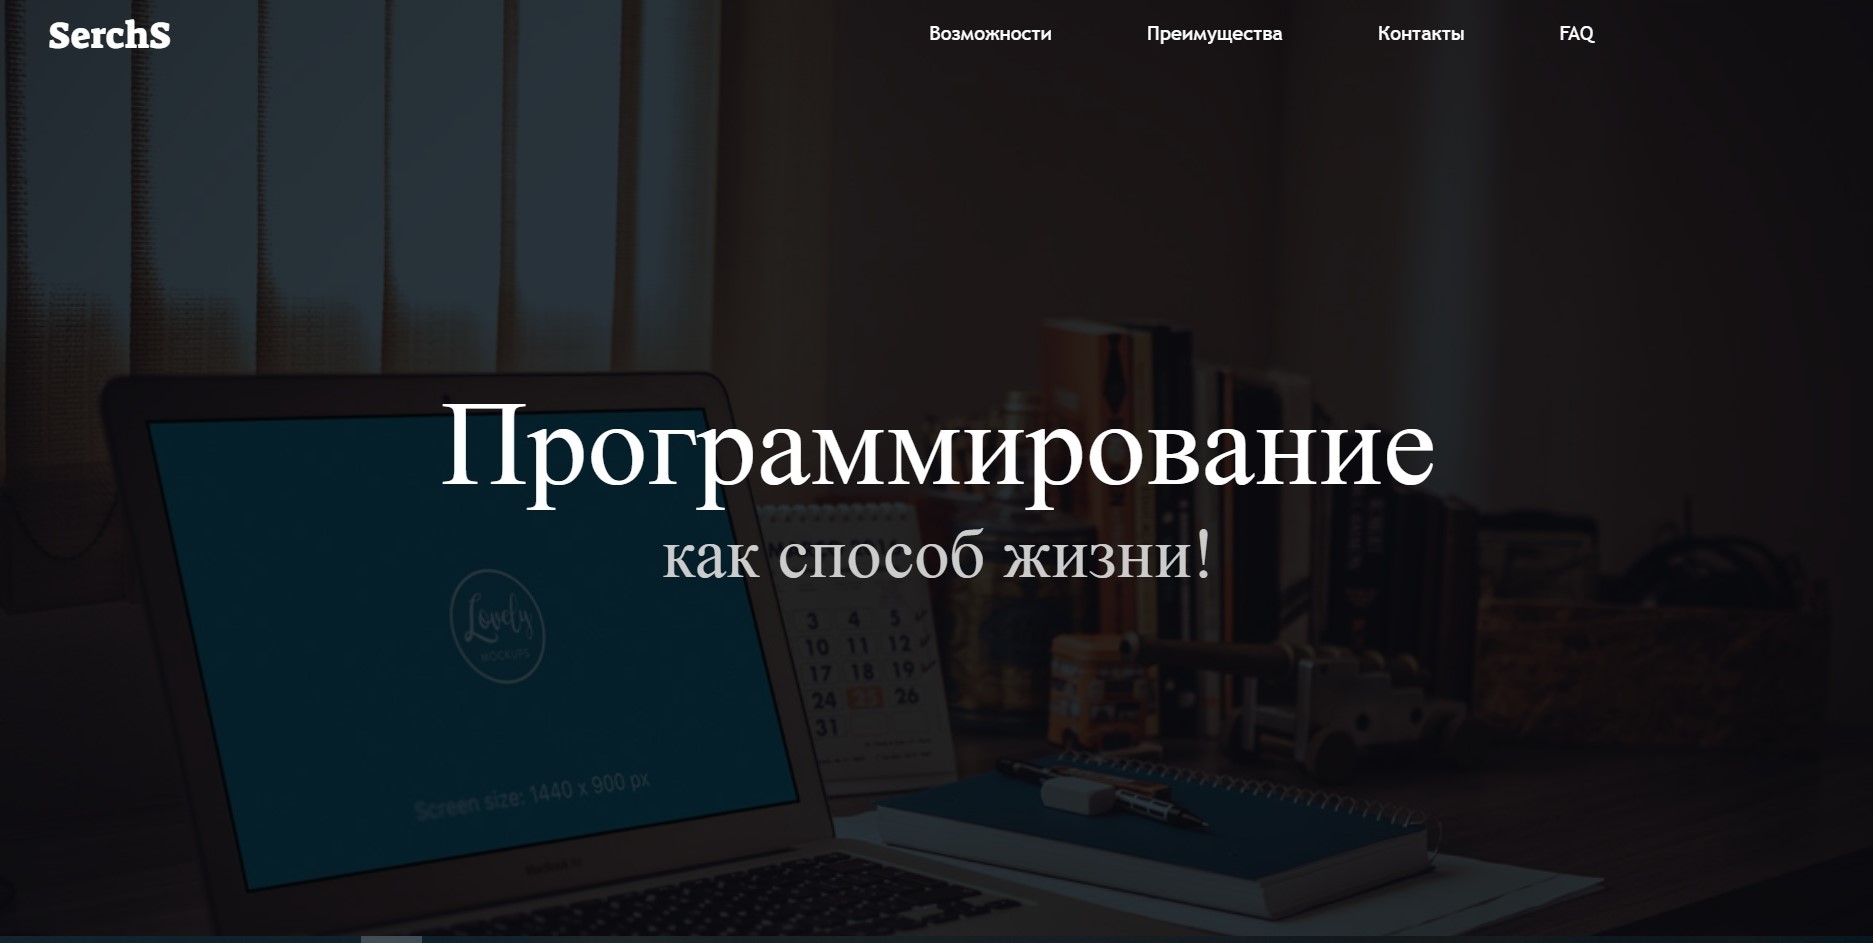 SerchS
Возможности Преимущества Контакты FAQ
Программирование
как способ жизни!
3 4 5
10 11 12
17 18 19
24 25 26
31
Lovely
MOCKUPS
Screen size: 1440 x 900 px